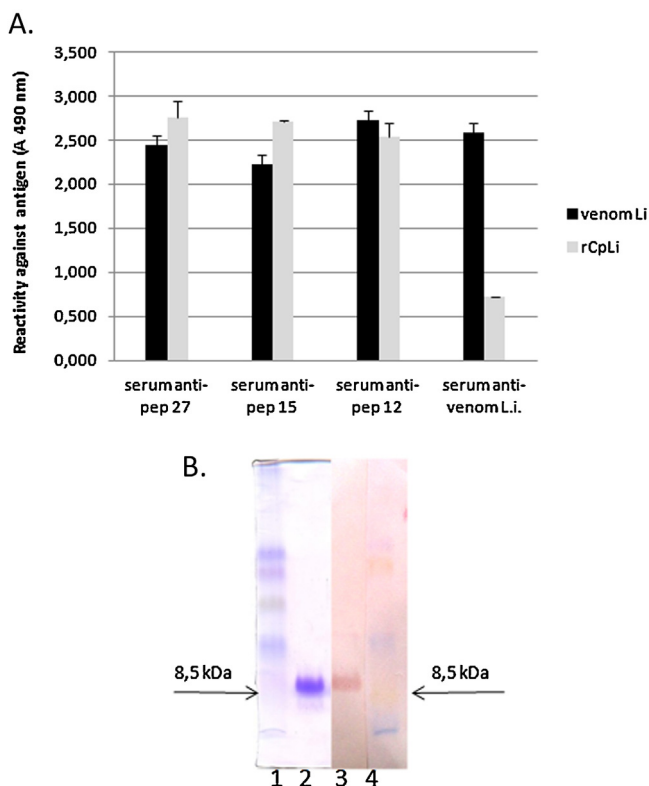 A.
Reactivity against antigen (A 490 nm)
3,500
3,000
2,500
2,000
1,500
1,000
0,500
0,000
serum anti-
pep 27
serum anti-
pep 15
serum anti-
pep 12
serum anti-
venom L.i.
venom Li
rCpLi
B.
8,5 kDa
8,5 kDa
1 2 3 4